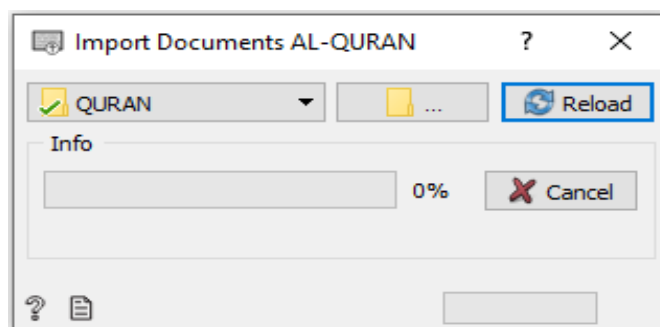 Import Documents AL-QURAN ?
QURAN ... Reload
Info
0% Cancel
?